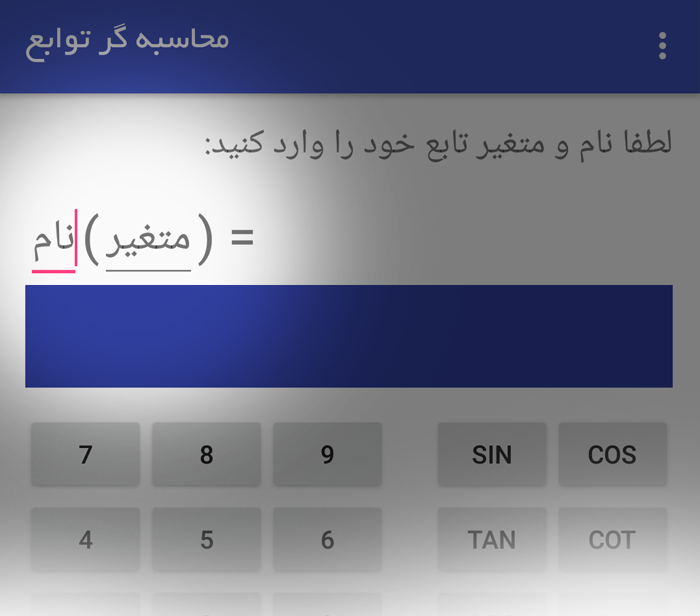 محاسبه گر توابع
لطفا نام و متغیر تابع خود را وارد کنید:
نام(متغیر) =
7 8 9 SIN COS
4 5 6 TAN COT